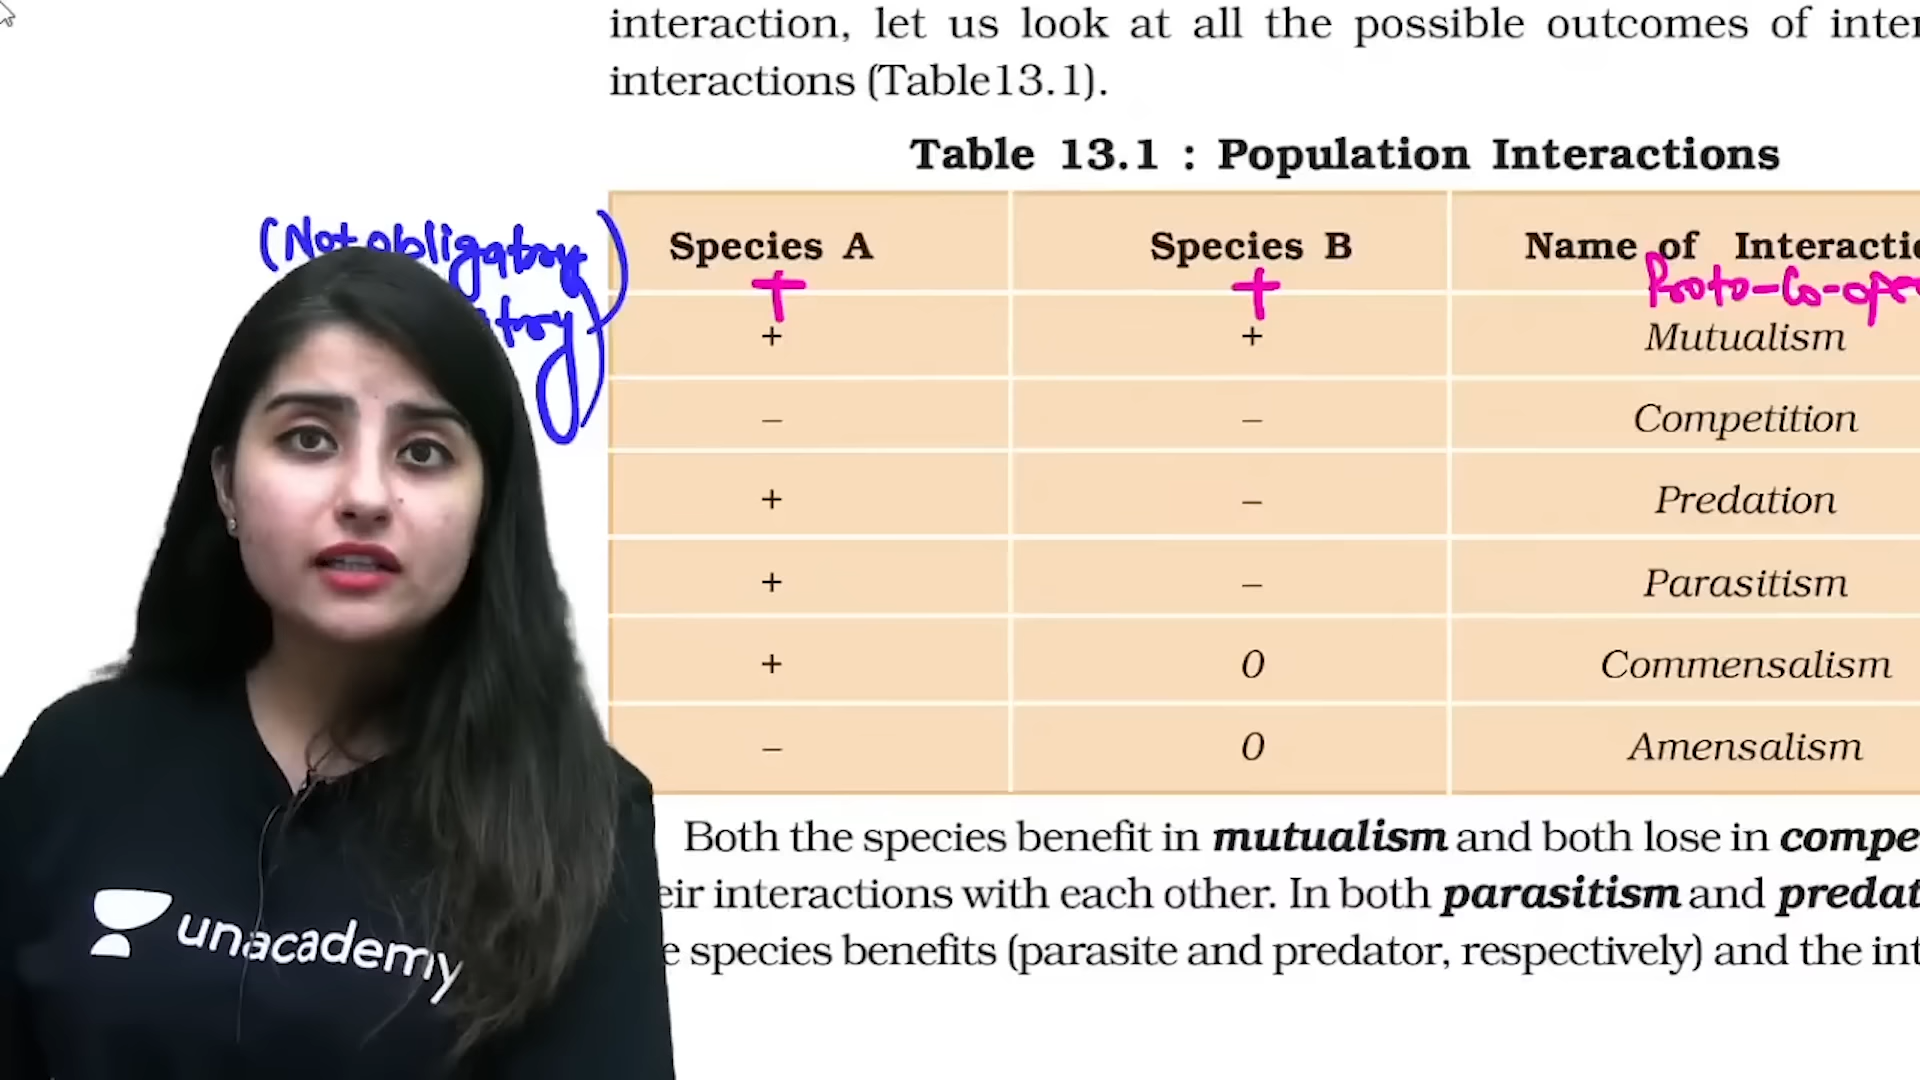 interaction, let us look at all the possible outcomes of inter
interactions (Table13.1).
Table 13.1 : Population Interactions
(Not obligatory)
Species A Species B Name of Interactio
+ + Proto-Co-ope
+ + Mutualism
– – Competition
+ – Predation
+ – Parasitism
+ 0 Commensalism
– 0 Amensalism
Both the species benefit in mutualism and both lose in compe
eir interactions with each other. In both parasitism and predat
e species benefits (parasite and predator, respectively) and the int
unacademy